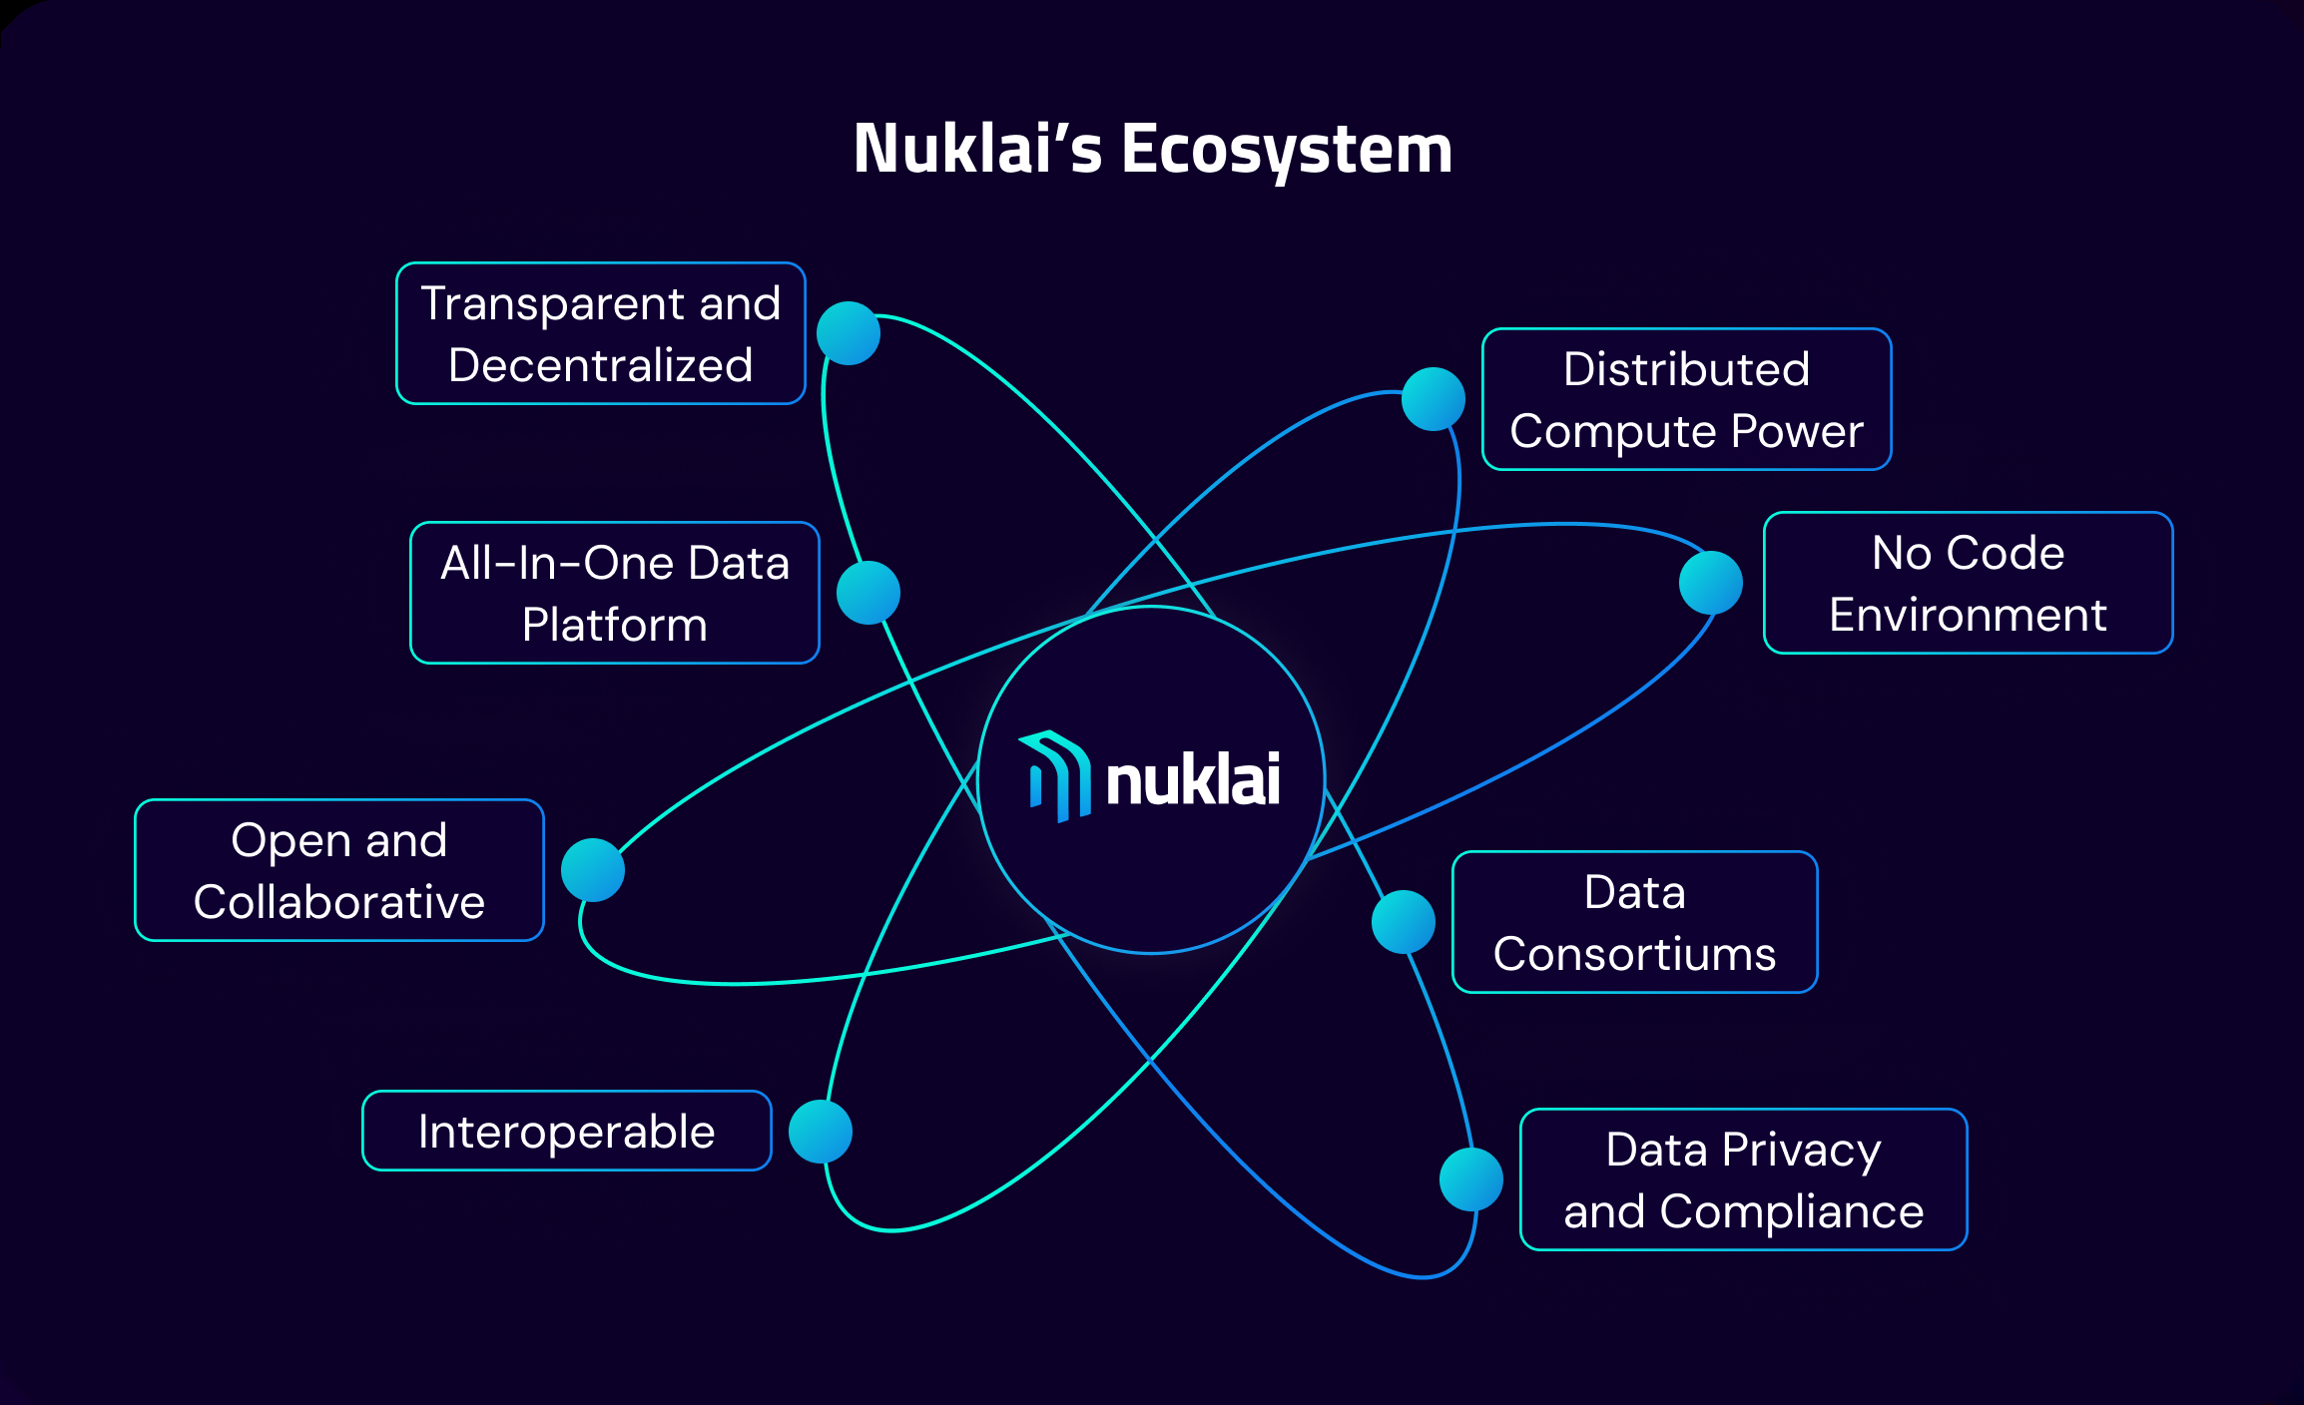 Nuklai’s Ecosystem
Transparent and
Decentralized
Distributed
Compute Power
All-In-One Data
Platform
No Code
Environment
nuklai
Open and
Collaborative
Data
Consortiums
Interoperable
Data Privacy
and Compliance